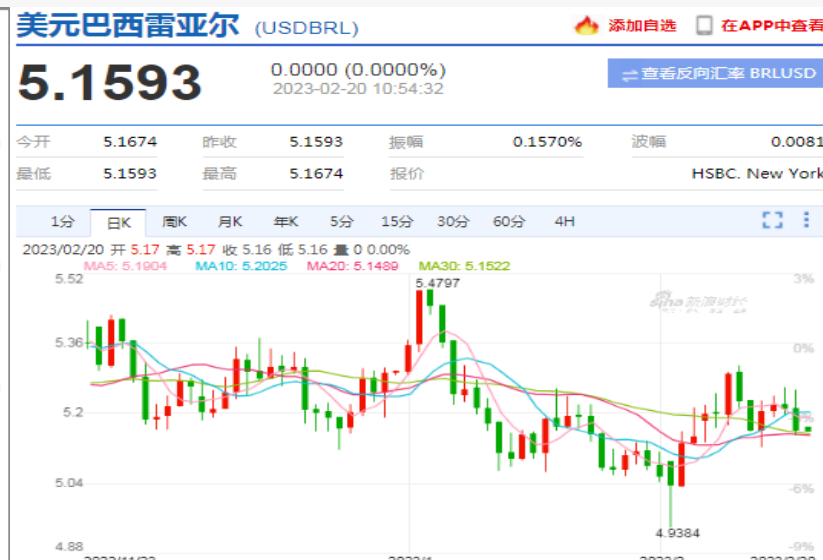 美元巴西雷亚尔 (USDBRL) 添加自选 在APP中查看
5.1593 0.0000 (0.0000%)
2023-02-20 10:54:32
查看反向汇率 BRLUSD
今开 5.1674 昨收 5.1593 振幅 0.1570% 波幅 0.0081
最低 5.1593 最高 5.1674 报价 HSBC. New York
1分 日K 周K 月K 年K 5分 15分 30分 60分 4H
2023/02/20 开 5.17 高 5.17 收 5.16 低 5.16 量 0 0.00%
MA5: 5.1904 MA10: 5.2025 MA20: 5.1489 MA30: 5.1522
5.52 5.4797 3%
sina 新浪财经
5.36 0%
5.2
5.04 -6%
4.9384
4.88 -9%